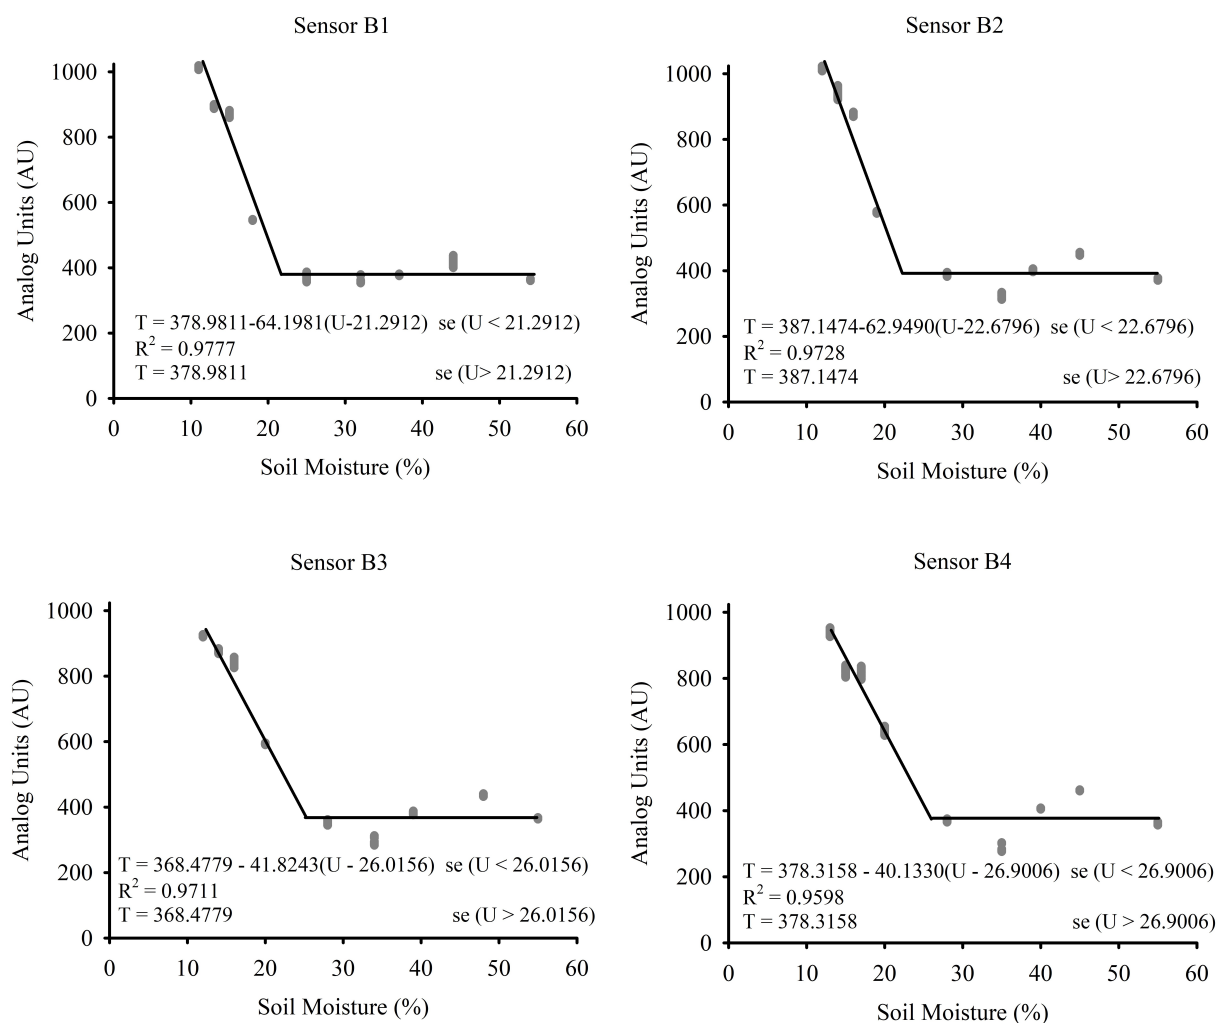 Sensor B1
1000
800
600
400
200
0
Analog Units (AU)
T = 378.9811-64.1981(U-21.2912) se (U < 21.2912)
R² = 0.9777
T = 378.9811 se (U> 21.2912)
0 10 20 30 40 50 60
Soil Moisture (%)
Sensor B2
1000
800
600
400
200
0
Analog Units (AU)
T = 387.1474-62.9490(U-22.6796) se (U < 22.6796)
R² = 0.9728
T = 387.1474 se (U> 22.6796)
0 10 20 30 40 50 60
Soil Moisture (%)
Sensor B3
1000
800
600
400
200
0
Analog Units (AU)
T = 368.4779 - 41.8243(U - 26.0156) se (U < 26.0156)
R² = 0.9711
T = 368.4779 se (U > 26.0156)
0 10 20 30 40 50 60
Soil Moisture (%)
Sensor B4
1000
800
600
400
200
0
Analog Units (AU)
T = 378.3158 - 40.1330(U - 26.9006) se (U < 26.9006)
R² = 0.9598
T = 378.3158 se (U > 26.9006)
0 10 20 30 40 50 60
Soil Moisture (%)